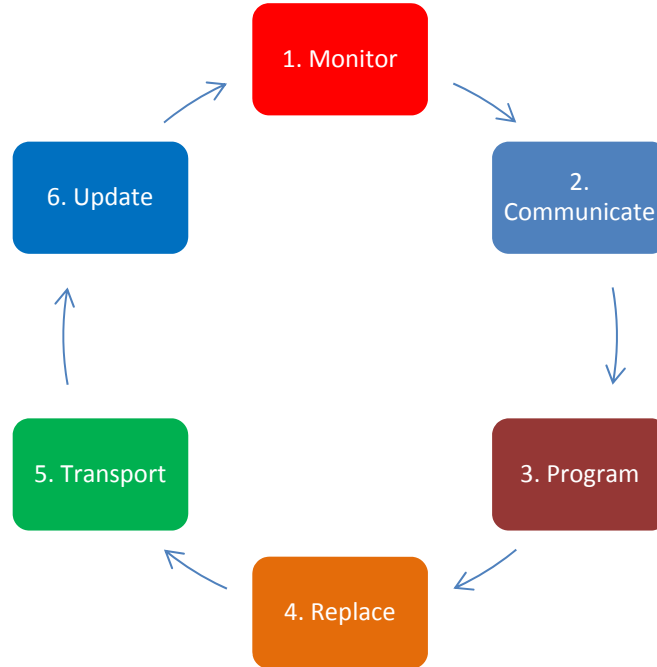 1. Monitor
2.
Communicate
3. Program
4. Replace
5. Transport
6. Update